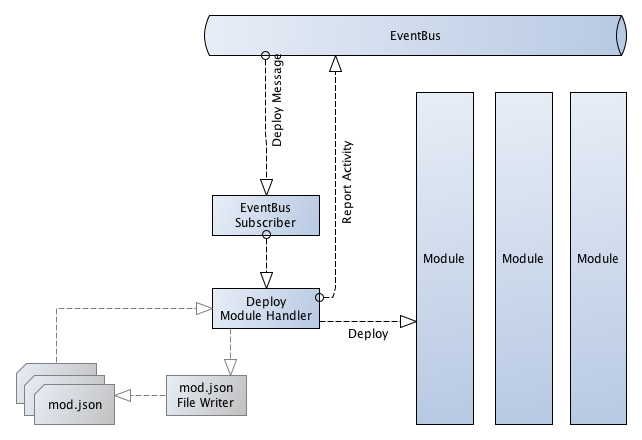 EventBus
Deploy Message
Report Activity
EventBus
Subscriber
Module
Module
Module
Deploy
Module Handler
Deploy
mod.json
File Writer
mod.json